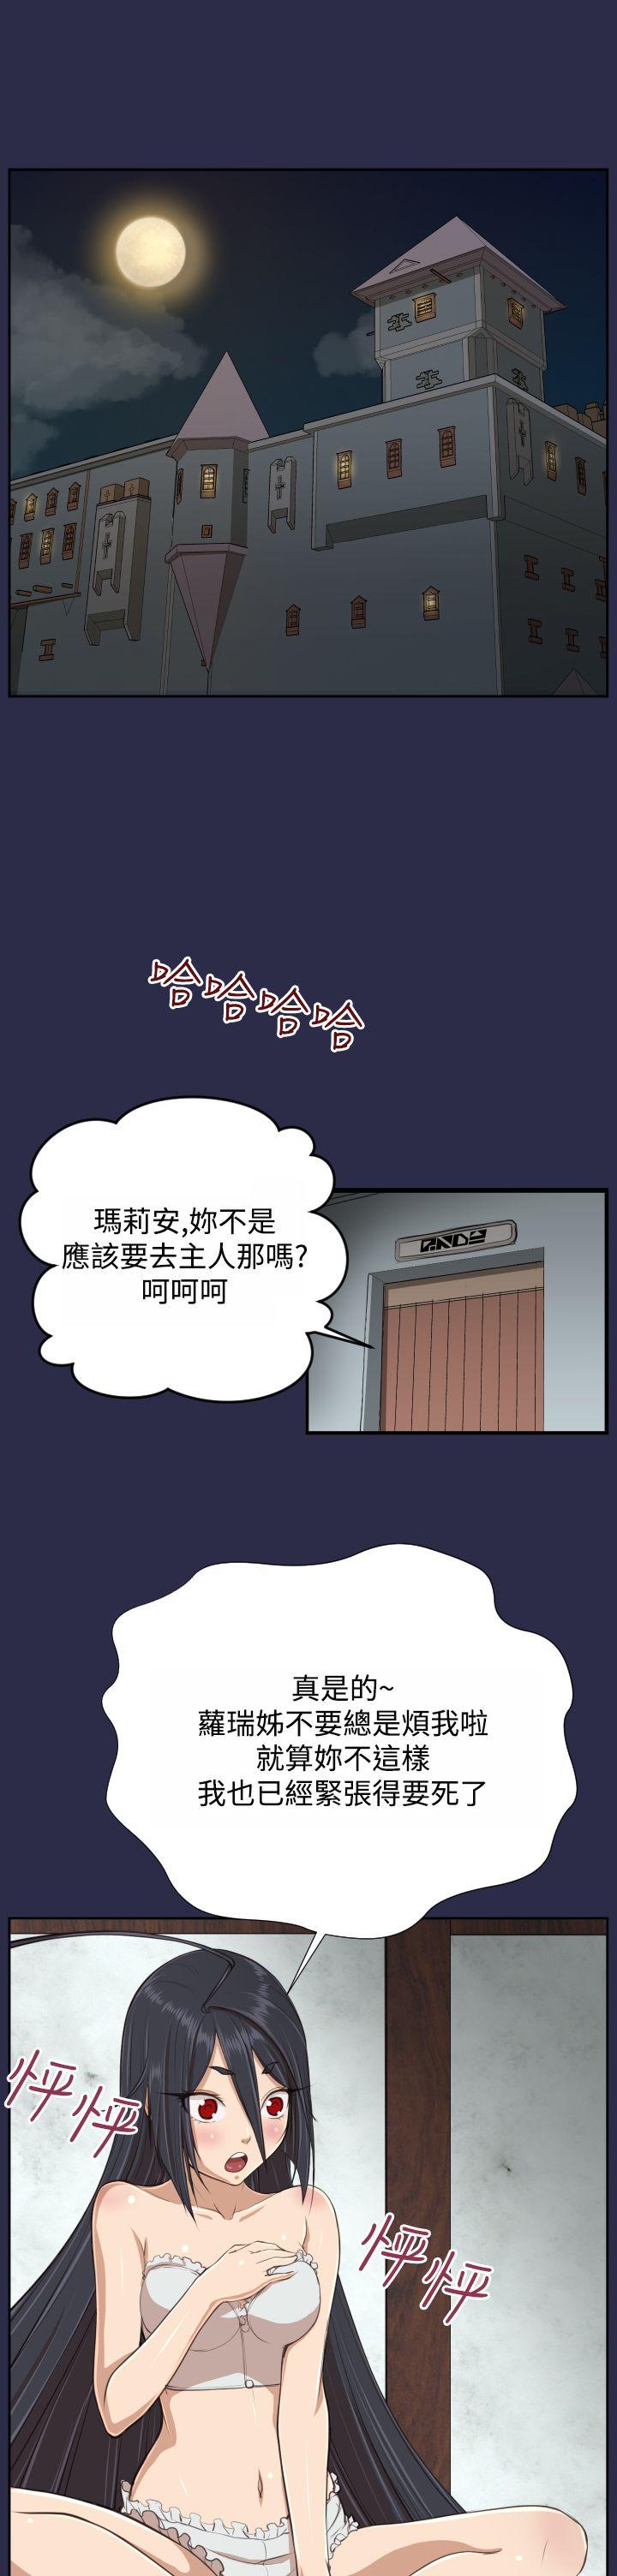 哈哈哈哈
瑪莉安,妳不是
應該要去主人那嗎?
呵呵呵
真是的~
蘿瑞姊不要總是煩我啦
就算妳不這樣
我也已經緊張得要死了
怦怦
怦怦